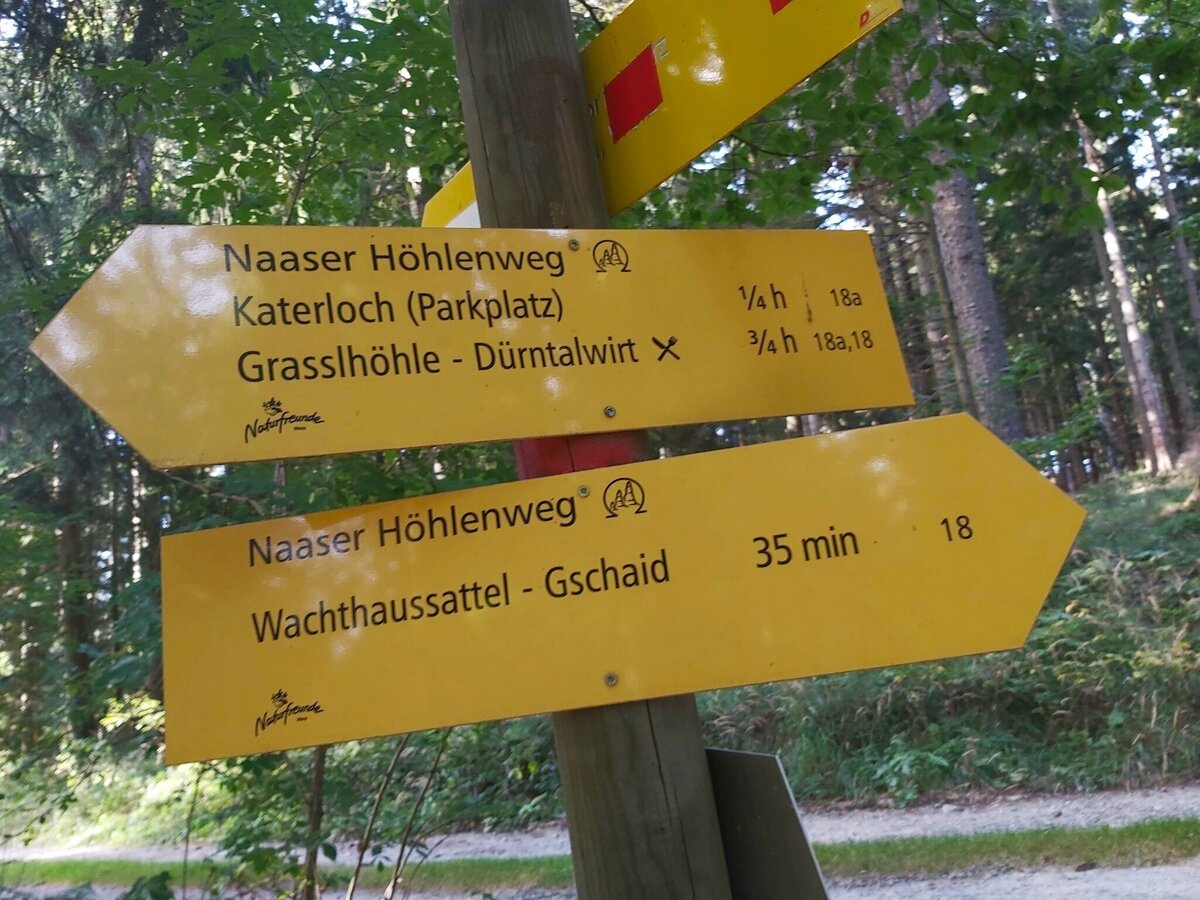 D
Naaser Höhlenweg
Katerloch (Parkplatz) ¼ h 18a
Grasslhöhle - Dürntalwirt ¾ h 18a,18
Naturfreunde
Naaser Höhlenweg
Wachthaussattel - Gschaid 35 min 18
Naturfreunde